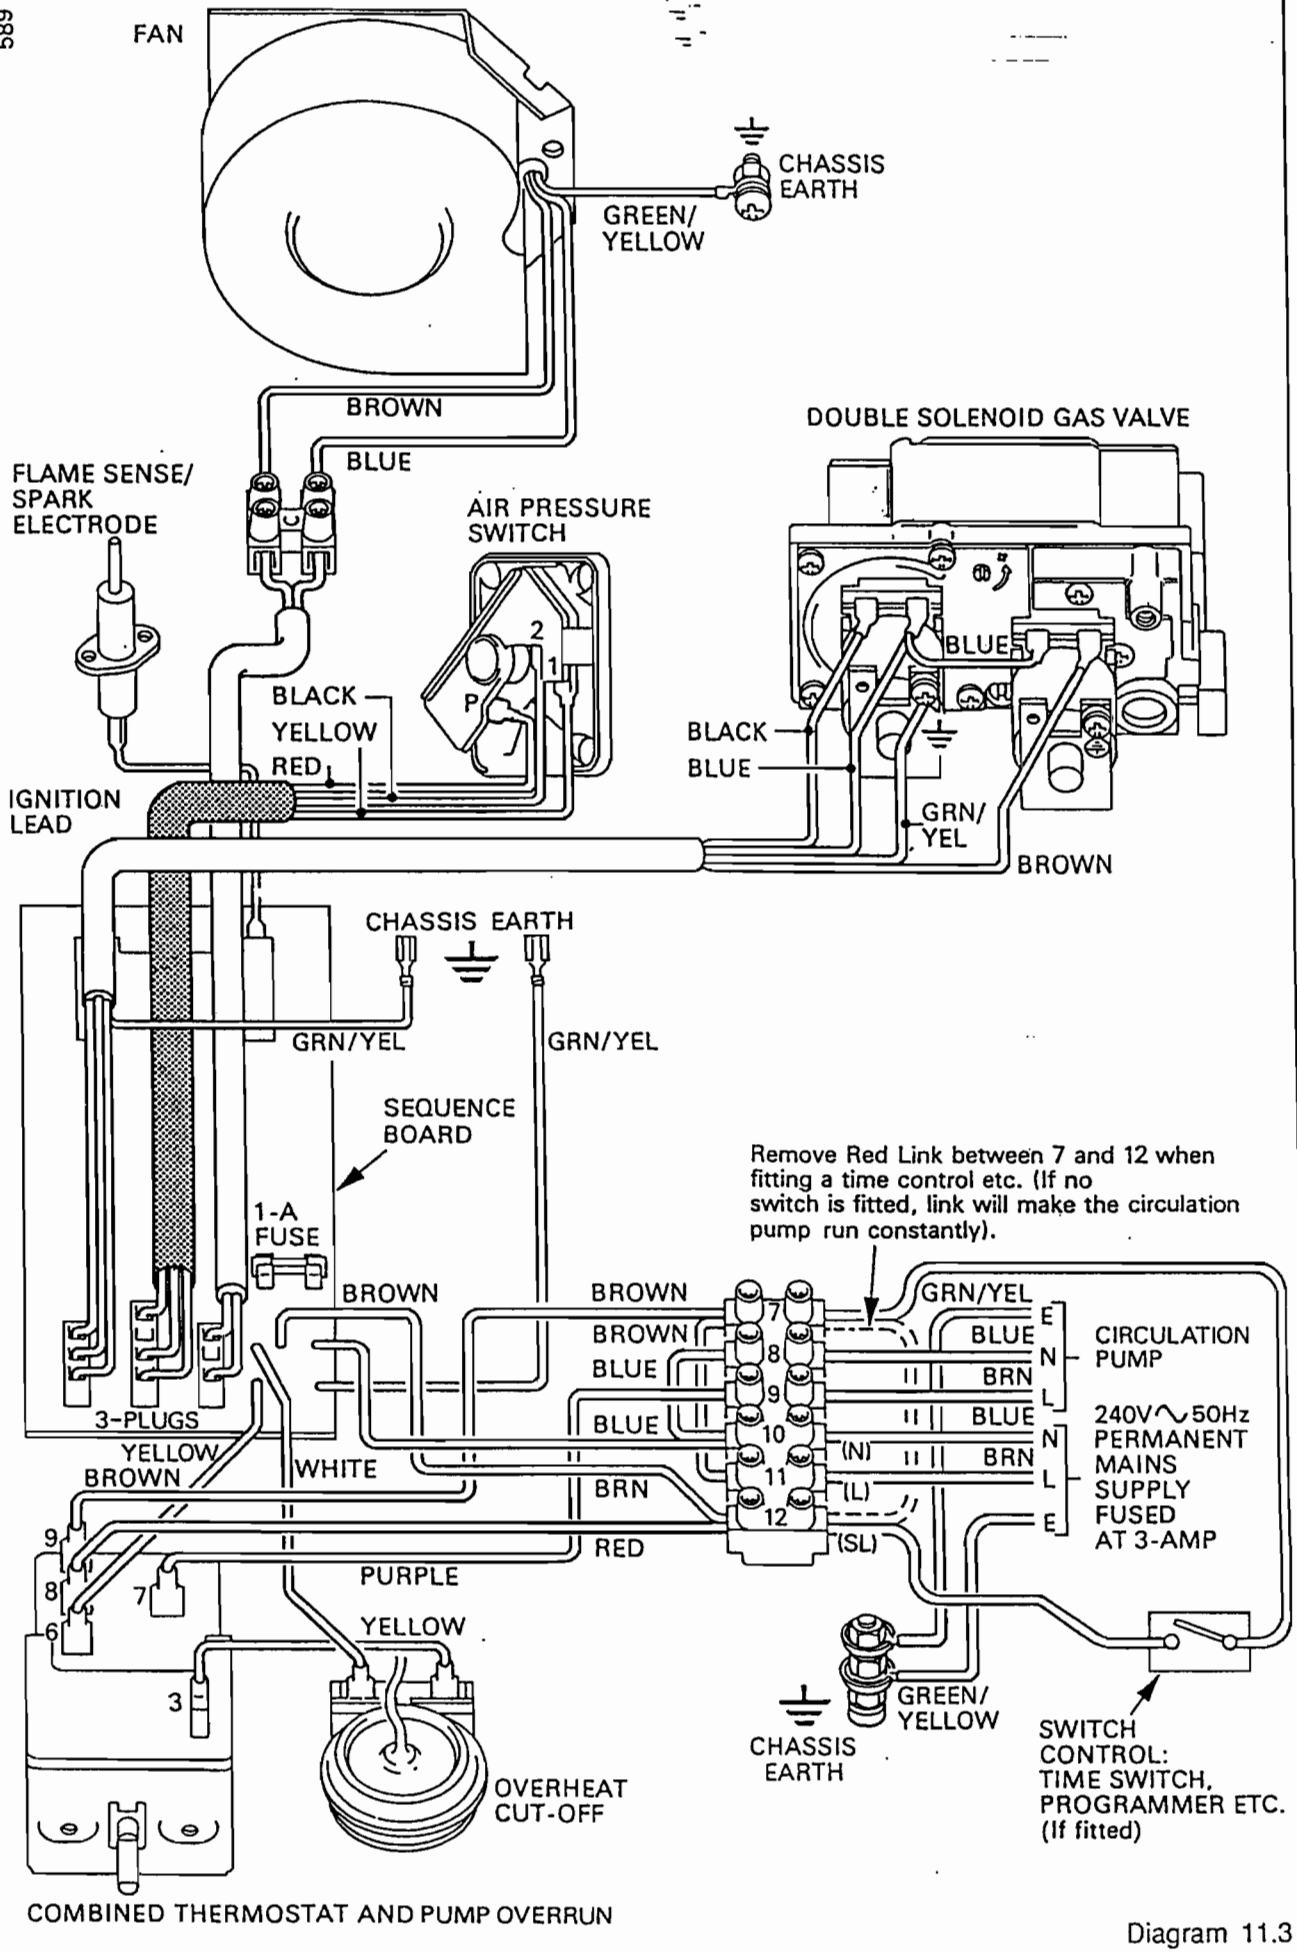 589
FAN
CHASSIS
EARTH
GREEN/
YELLOW
BROWN
BLUE
DOUBLE SOLENOID GAS VALVE
FLAME SENSE/
SPARK
ELECTRODE
AIR PRESSURE
SWITCH
2
1
P
BLUE
BLACK
YELLOW
RED
BLACK
BLUE
IGNITION
LEAD
GRN/
YEL
BROWN
CHASSIS EARTH
GRN/YEL
GRN/YEL
SEQUENCE
BOARD
Remove Red Link between 7 and 12 when
fitting a time control etc. (If no
switch is fitted, link will make the circulation
pump run constantly).
1-A
FUSE
BROWN
BROWN
7
GRN/YEL
E
BROWN
8
BLUE
N
CIRCULATION
PUMP
BLUE
9
BRN
L
3-PLUGS
BLUE
10
(N)
BLUE
N
240V 50Hz
PERMANENT
MAINS
SUPPLY
FUSED
AT 3-AMP
YELLOW
BROWN
WHITE
BRN
11
(L)
BRN
L
12
(SL)
E
9
RED
8
7
PURPLE
6
YELLOW
3
GREEN/
YELLOW
CHASSIS
EARTH
SWITCH
CONTROL:
TIME SWITCH,
PROGRAMMER ETC.
(If fitted)
OVERHEAT
CUT-OFF
COMBINED THERMOSTAT AND PUMP OVERRUN
Diagram 11.3